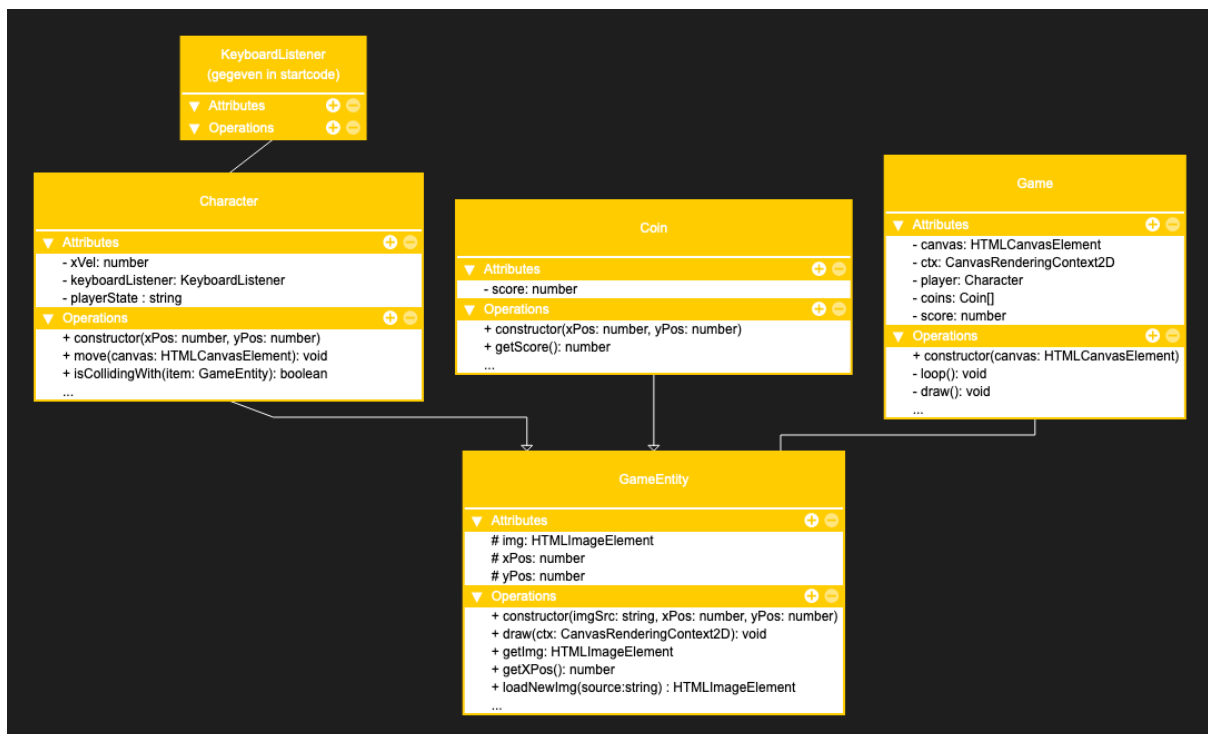 KeyboardListener
(gegeven in startcode)
Attributes
Operations
Character
Attributes
- xVel: number
- keyboardListener: KeyboardListener
- playerState : string
Operations
+ constructor(xPos: number, yPos: number)
+ move(canvas: HTMLCanvasElement): void
+ isCollidingWith(item: GameEntity): boolean
...
Coin
Attributes
- score: number
Operations
+ constructor(xPos: number, yPos: number)
+ getScore(): number
...
Game
Attributes
- canvas: HTMLCanvasElement
- ctx: CanvasRenderingContext2D
- player: Character
- coins: Coin[]
- score: number
Operations
+ constructor(canvas: HTMLCanvasElement)
- loop(): void
- draw(): void
...
GameEntity
Attributes
# img: HTMLImageElement
# xPos: number
# yPos: number
Operations
+ constructor(imgSrc: string, xPos: number, yPos: number)
+ draw(ctx: CanvasRenderingContext2D): void
+ getImg: HTMLImageElement
+ getXPos(): number
+ loadNewImg(source:string) : HTMLImageElement
...